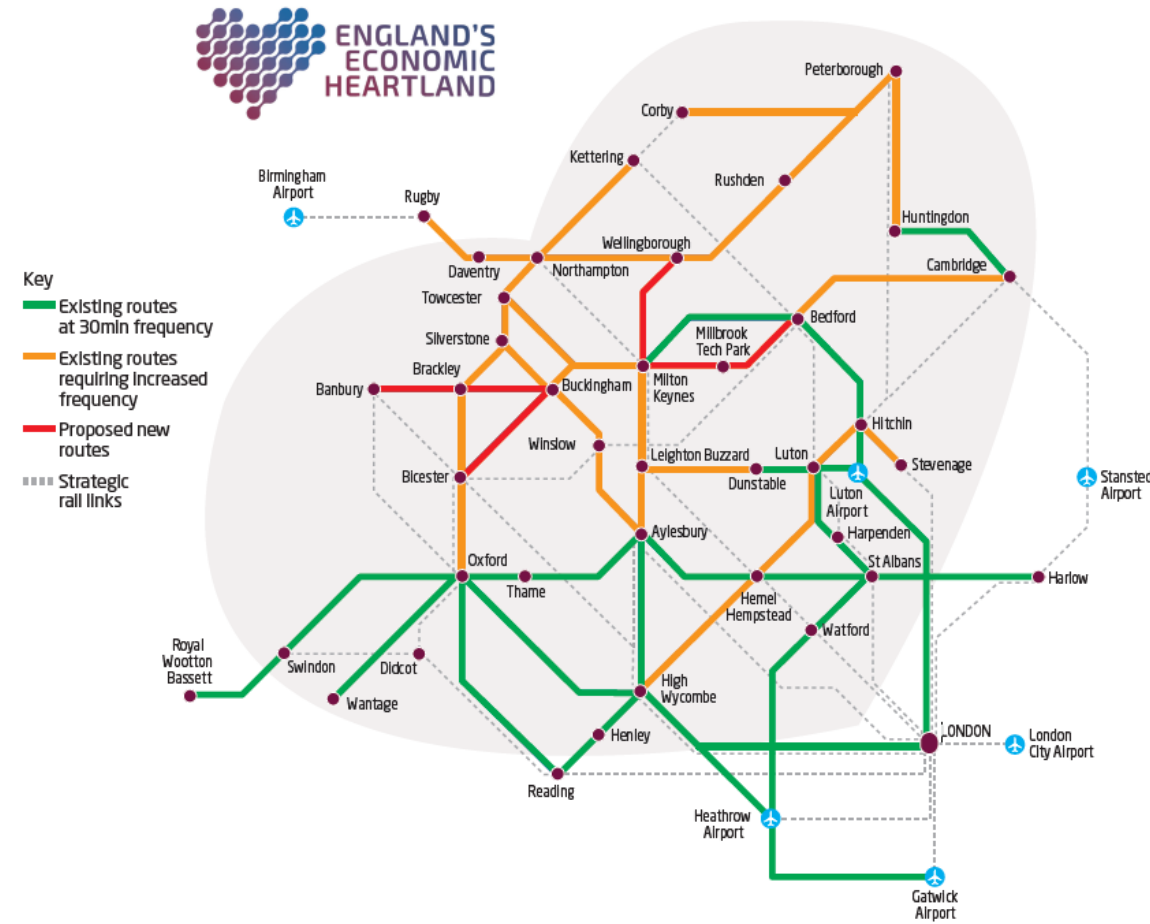 ENGLAND'S
ECONOMIC
HEARTLAND
Peterborough
Corby
Kettering
Rushden
Birmingham
Airport
Rugby
Huntingdon
Wellingborough
Daventry
Northampton
Cambridge
Key
Existing routes
at 30min frequency
Existing routes
requiring increased
frequency
Proposed new
routes
Strategic
rail links
Towcester
Silverstone
Bedford
Millbrook
Tech Park
Brackley
Banbury
Buckingham
Milton
Keynes
Winslow
Hitchin
Leighton Buzzard
Luton
Stevenage
Bicester
Dunstable
Luton
Airport
Stansted
Airport
Harpenden
Aylesbury
St Albans
Oxford
Thame
Hemel
Hempstead
Harlow
Watford
Royal
Wootton
Bassett
Swindon
Didcot
Wantage
High
Wycombe
Henley
LONDON
London
City Airport
Reading
Heathrow
Airport
Gatwick
Airport